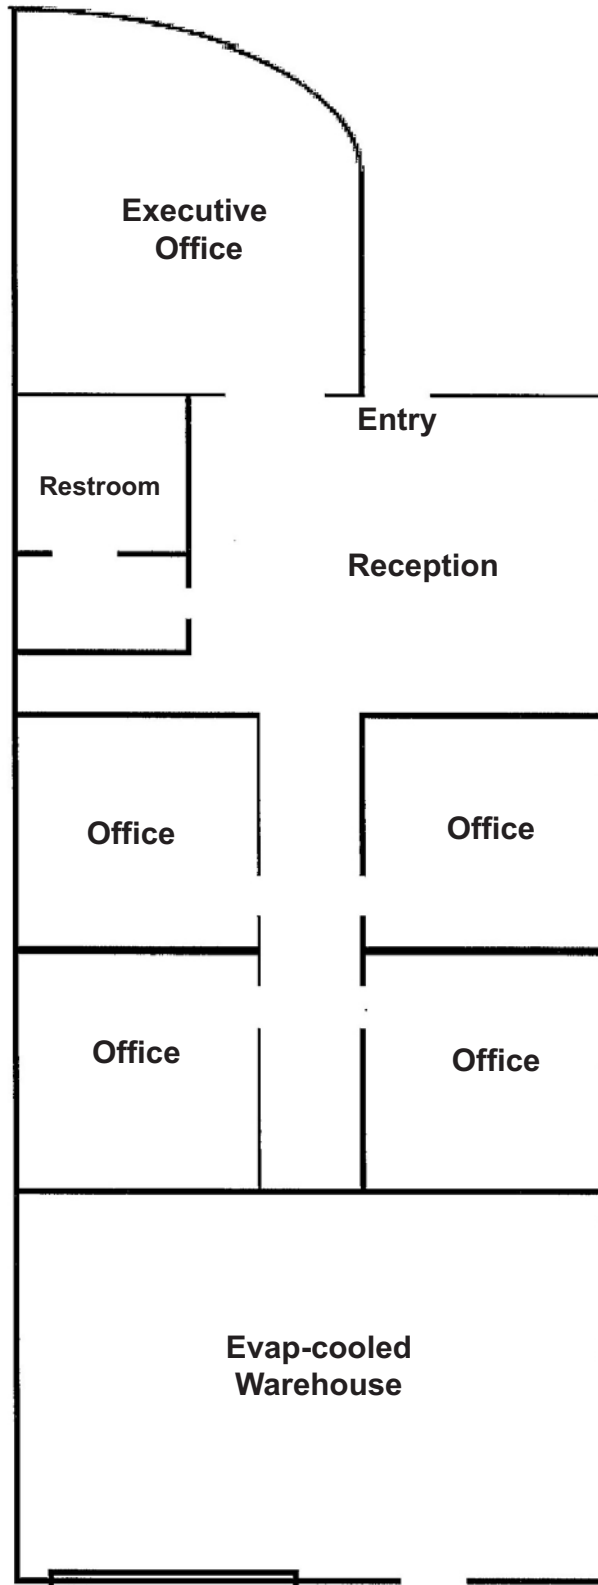 Executive
Office
Entry
Restroom
Reception
Office
Office
Office
Office
Evap-cooled
Warehouse